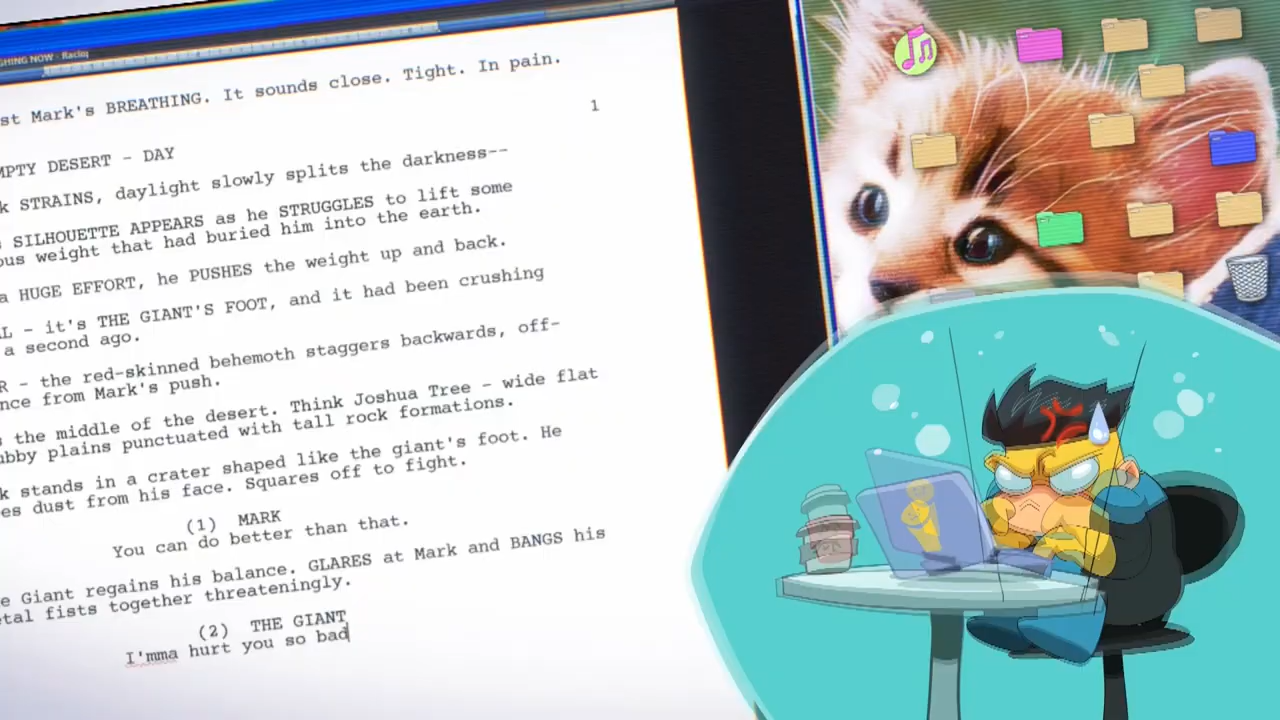 SHING NOW - Raclo
st Mark's BREATHING. It sounds close. Tight. In pain.
1
MPTY DESERT - DAY
k STRAINS, daylight slowly splits the darkness--
s SILHOUETTE APPEARS as he STRUGGLES to lift some
ous weight that had buried him into the earth.
a HUGE EFFORT, he PUSHES the weight up and back.
AL - it's THE GIANT'S FOOT, and it had been crushing
a second ago.
R - the red-skinned behemoth staggers backwards, off-
nce from Mark's push.
s the middle of the desert. Think Joshua Tree - wide flat
ubby plains punctuated with tall rock formations.
k stands in a crater shaped like the giant's foot. He
es dust from his face. Squares off to fight.
(1) MARK
You can do better than that.
e Giant regains his balance. GLARES at Mark and BANGS his
etal fists together threateningly.
(2) THE GIANT
I'mma hurt you so bad